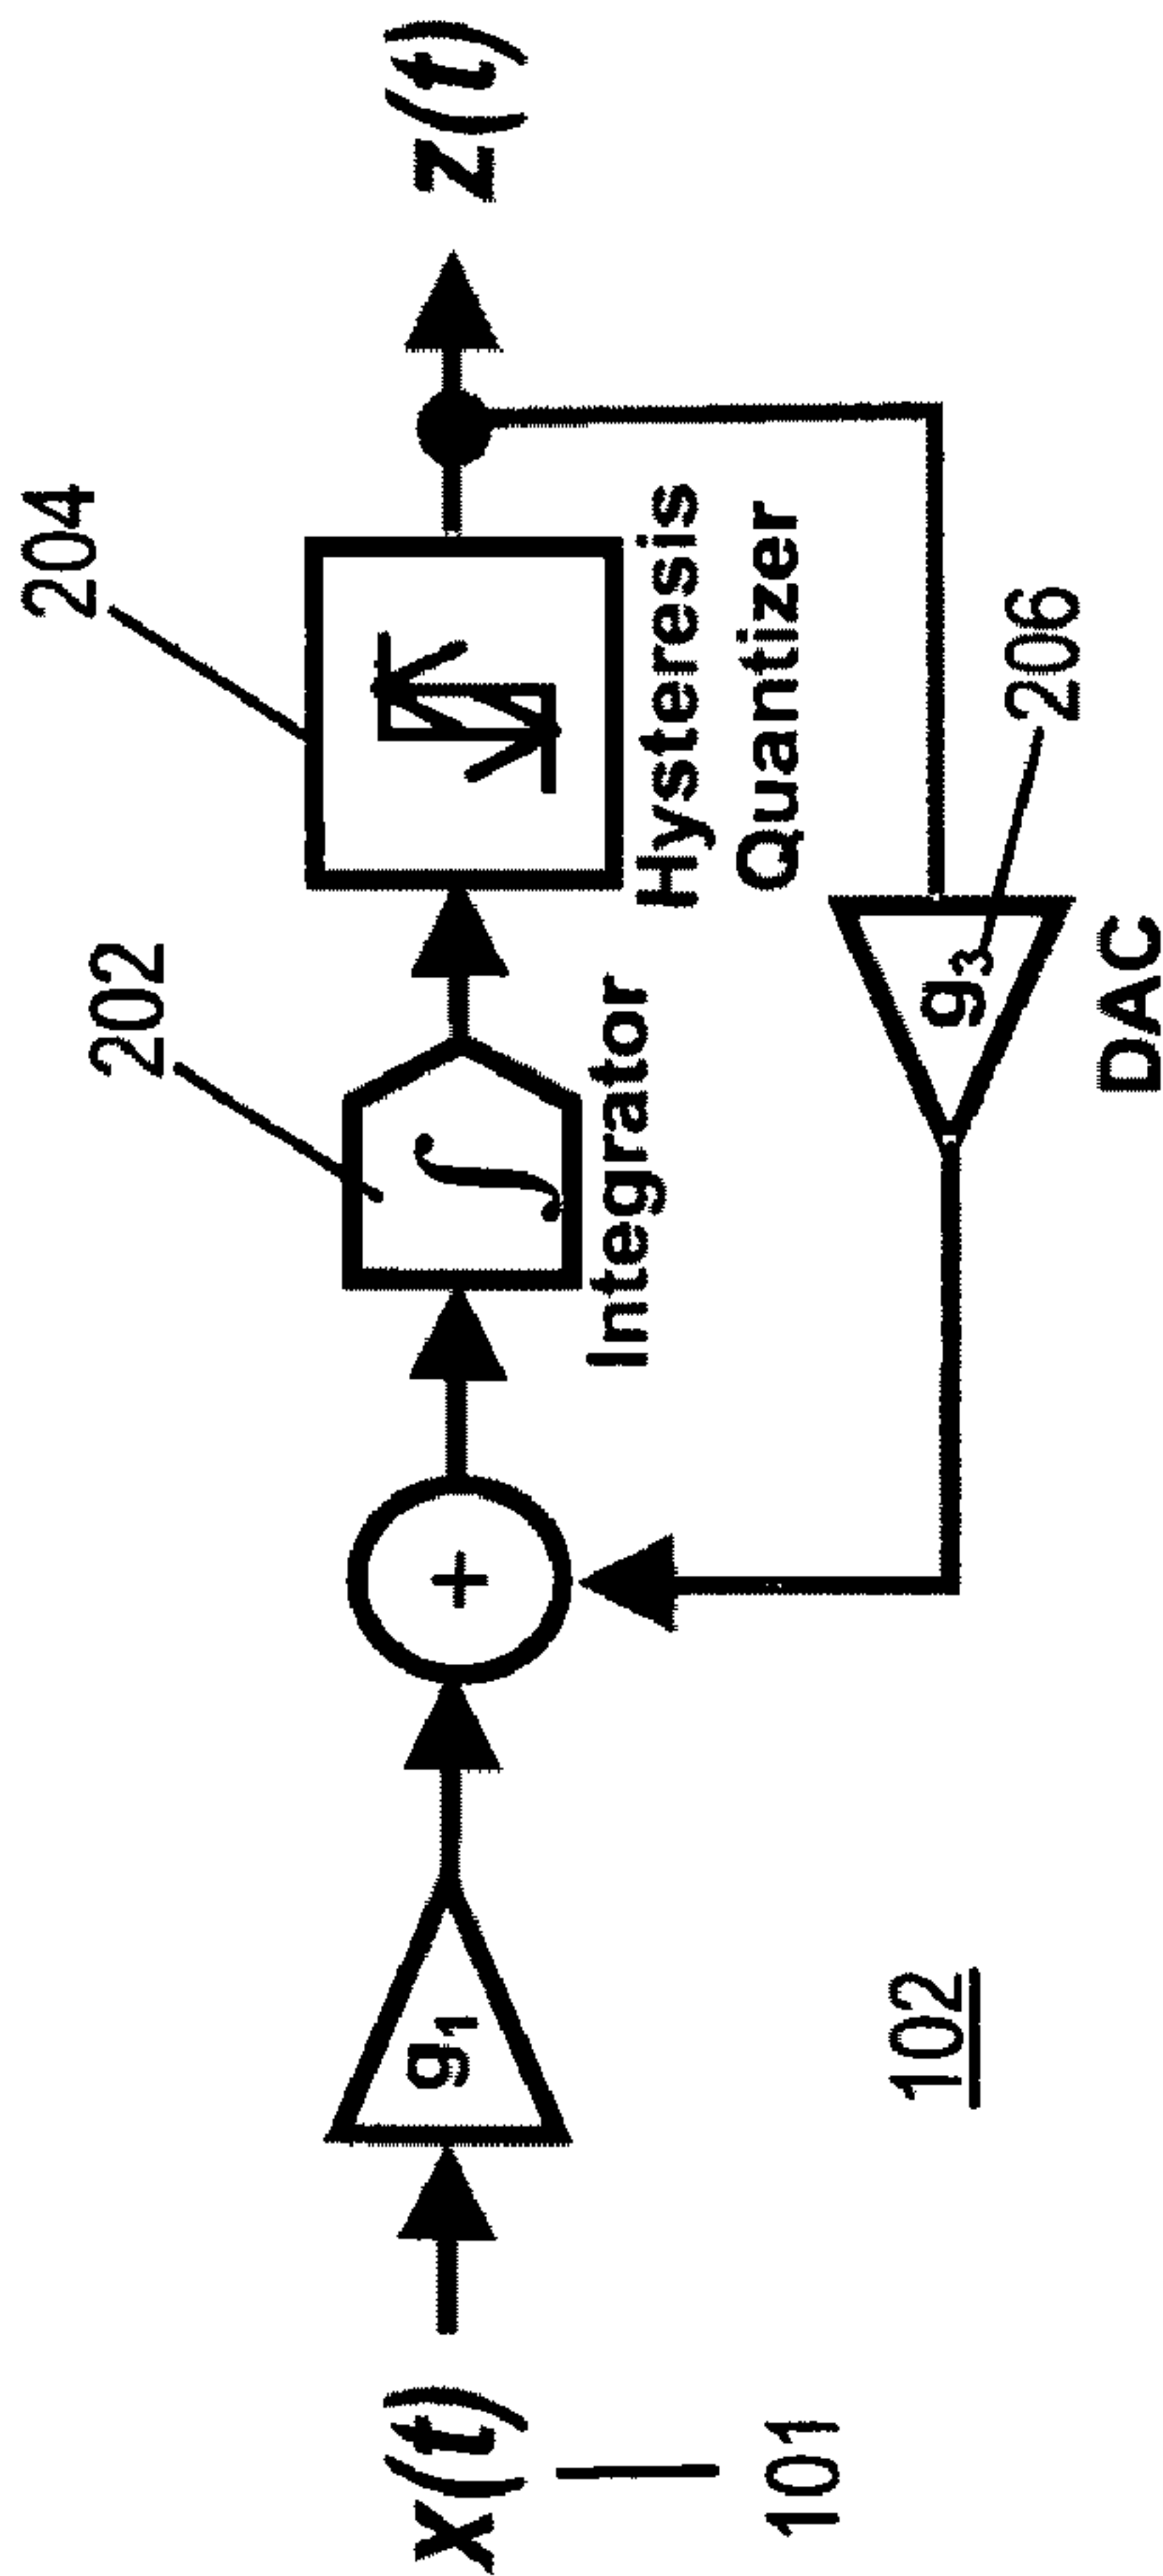 x(t)
101
g1
+
∫
Integrator
202
Hysteresis
Quantizer
204
z(t)
g3
206
DAC
102